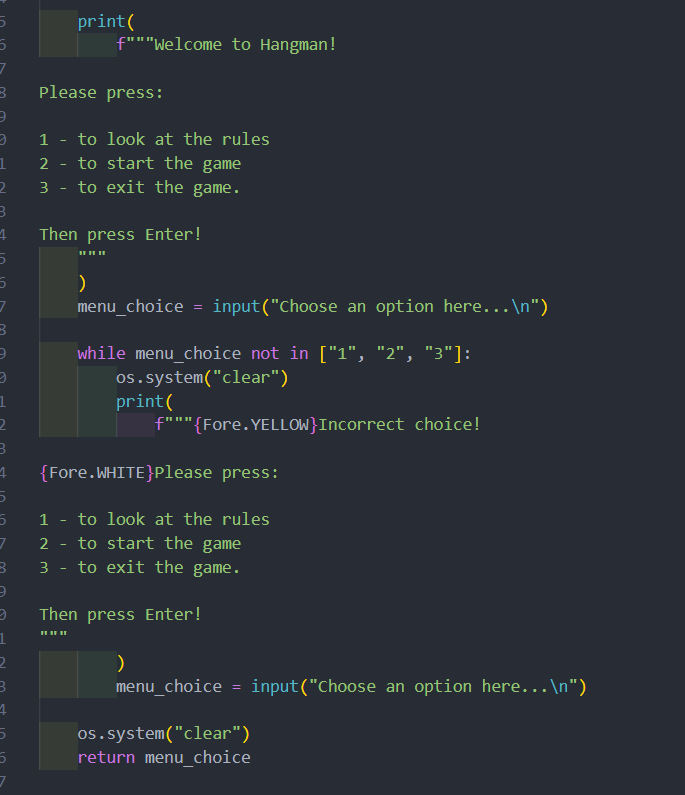 5     print(
6         f"""Welcome to Hangman!
7
8 Please press:
9
0 1 - to look at the rules
1 2 - to start the game
2 3 - to exit the game.
3
4 Then press Enter!
5     """
6     )
7     menu_choice = input("Choose an option here...\n")
8
9     while menu_choice not in ["1", "2", "3"]:
0         os.system("clear")
1         print(
2             f"""{Fore.YELLOW}Incorrect choice!
3
4 {Fore.WHITE}Please press:
5
6 1 - to look at the rules
7 2 - to start the game
8 3 - to exit the game.
9
0 Then press Enter!
1 """
2         )
3         menu_choice = input("Choose an option here...\n")
4
5     os.system("clear")
6     return menu_choice
7